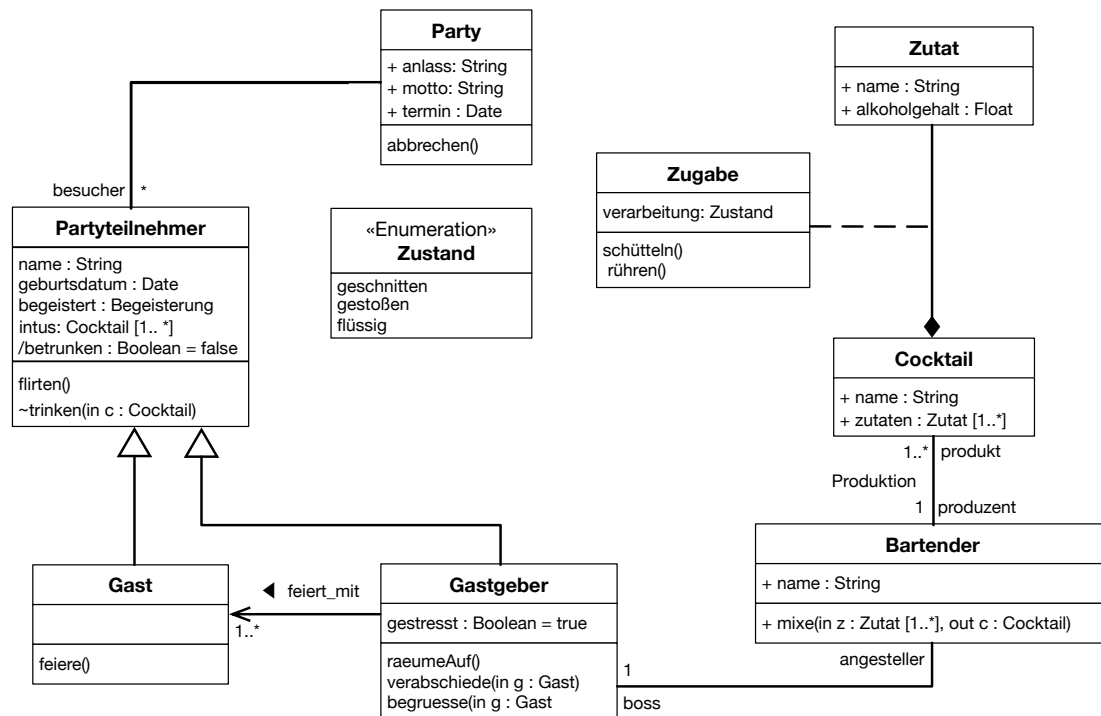 Party
+ anlass: String
+ motto: String
+ termin : Date
abbrechen()
Zutat
+ name : String
+ alkoholgehalt : Float
Zugabe
verarbeitung: Zustand
schütteln()
rühren()
besucher *
Partyteilnehmer
name : String
geburtsdatum : Date
begeistert : Begeisterung
intus: Cocktail [1.. *]
/betrunken : Boolean = false
flirten()
~trinken(in c : Cocktail)
«Enumeration»
Zustand
geschnitten
gestoßen
flüssig
Cocktail
+ name : String
+ zutaten : Zutat [1..*]
1..* produkt
Produktion
1 produzent
Bartender
+ name : String
+ mixe(in z : Zutat [1..*], out c : Cocktail)
angesteller
Gast
feiere()
◀ feiert_mit
1..*
Gastgeber
gestresst : Boolean = true
raeumeAuf()
verabschiede(in g : Gast)
begruesse(in g : Gast
1
boss